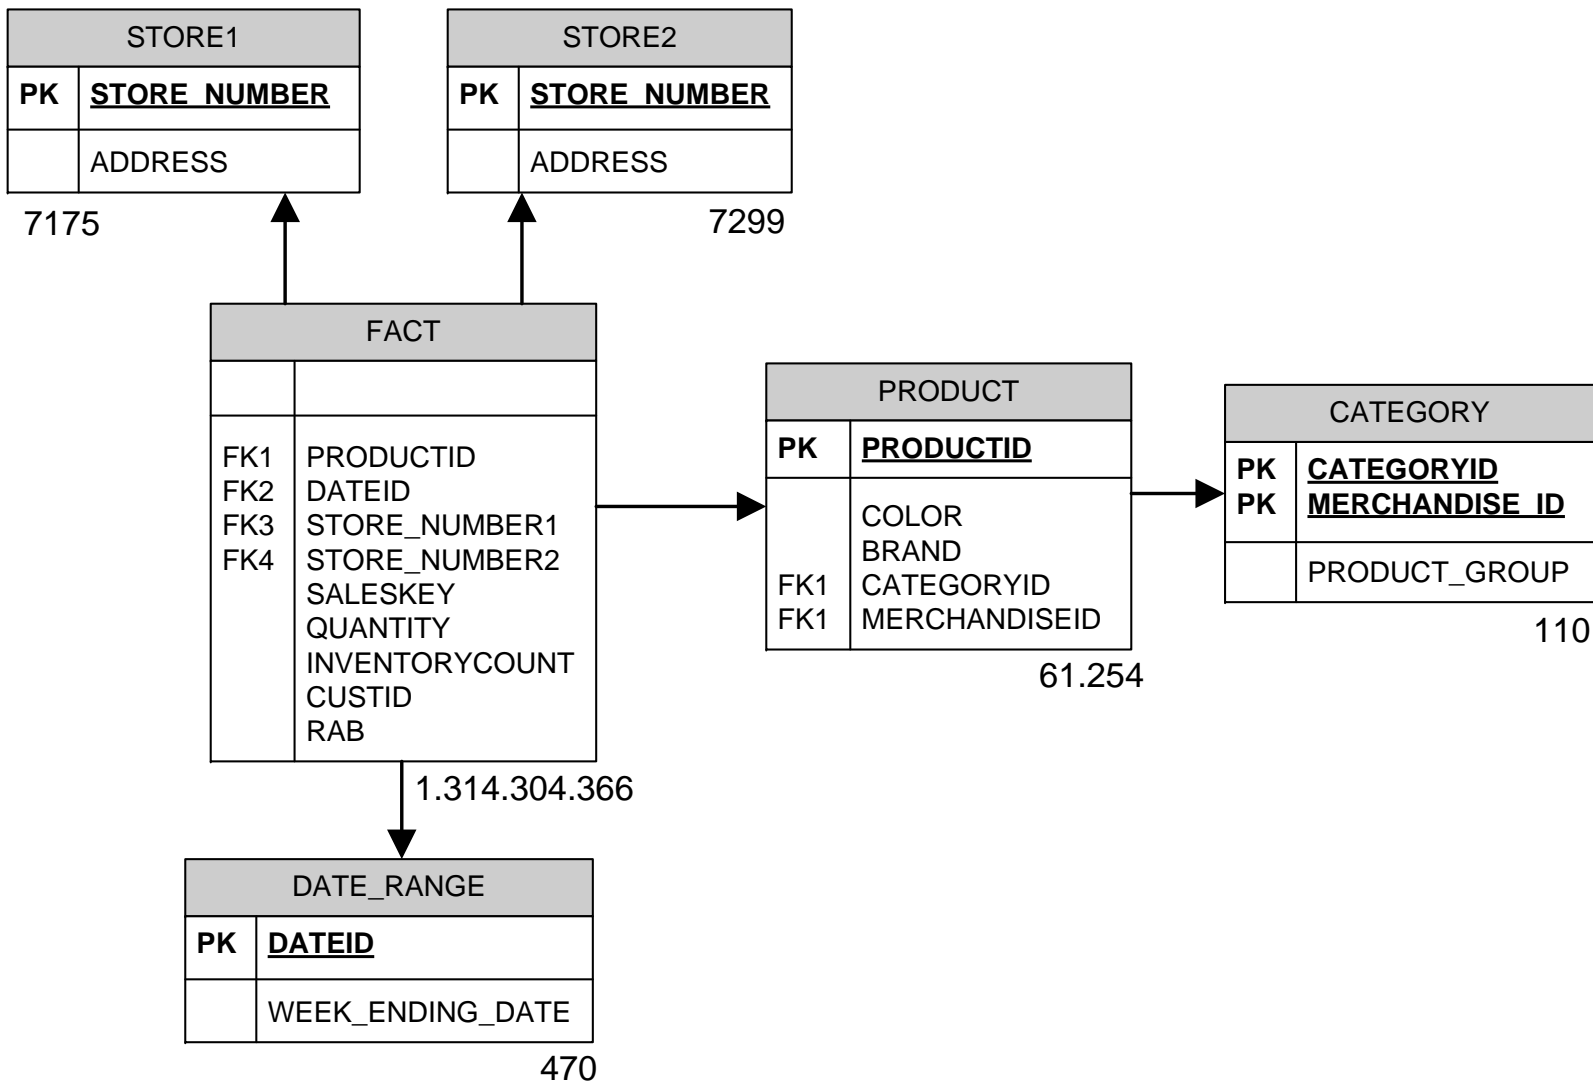 STORE1
PK STORE_NUMBER
ADDRESS
7175
STORE2
PK STORE_NUMBER
ADDRESS
7299
FACT
FK1 PRODUCTID
FK2 DATEID
FK3 STORE_NUMBER1
FK4 STORE_NUMBER2
SALESKEY
QUANTITY
INVENTORYCOUNT
CUSTID
RAB
1.314.304.366
PRODUCT
PK PRODUCTID
COLOR
BRAND
FK1 CATEGORYID
FK1 MERCHANDISEID
61.254
CATEGORY
PK CATEGORYID
PK MERCHANDISE_ID
PRODUCT_GROUP
110
DATE_RANGE
PK DATEID
WEEK_ENDING_DATE
470